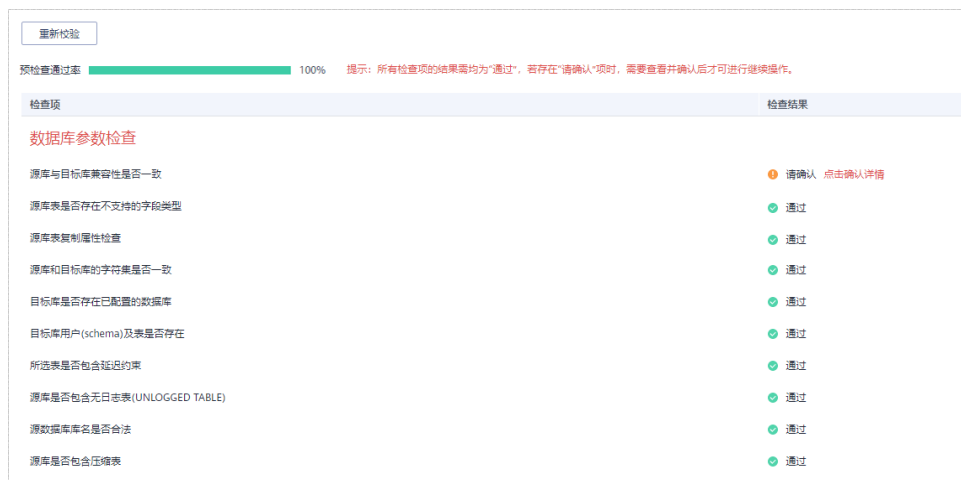 重新校验
预检查通过率 100% 提示：所有检查项的结果需均为“通过”，若存在“请确认”项时，需要查看并确认后才可进行继续操作。
检查项 检查结果
数据库参数检查
源库与目标库兼容性是否一致 请确认 点击确认详情
源库表是否存在不支持的字段类型 通过
源库表复制属性检查 通过
源库和目标库的字符集是否一致 通过
目标库是否存在已配置的数据库 通过
目标库用户(schema)及表是否存在 通过
所选表是否包含延迟约束 通过
源库是否包含无日志表(UNLOGGED TABLE) 通过
源数据库库名是否合法 通过
源库是否包含压缩表 通过